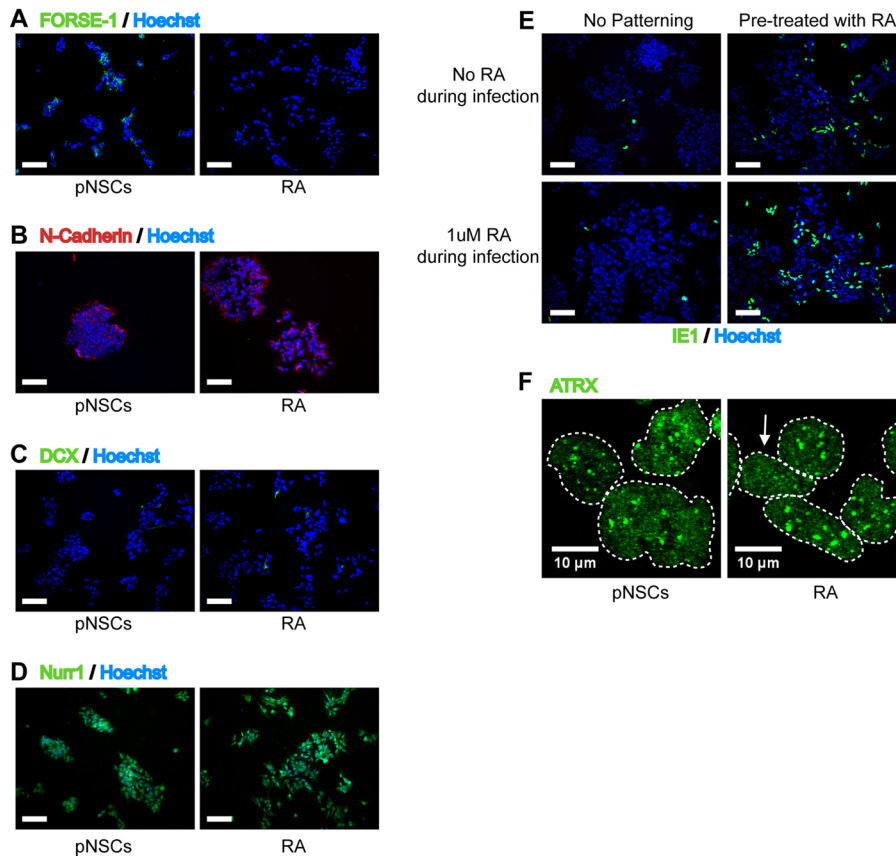 A FORSE-1 / Hoechst
pNSCs
RA
B N-Cadherin / Hoechst
pNSCs
RA
C DCX / Hoechst
pNSCs
RA
D Nurr1 / Hoechst
pNSCs
RA
E
No Patterning
Pre-treated with RA
No RA
during infection
1uM RA
during infection
IE1 / Hoechst
F ATRX
10 µm
10 µm
pNSCs
RA